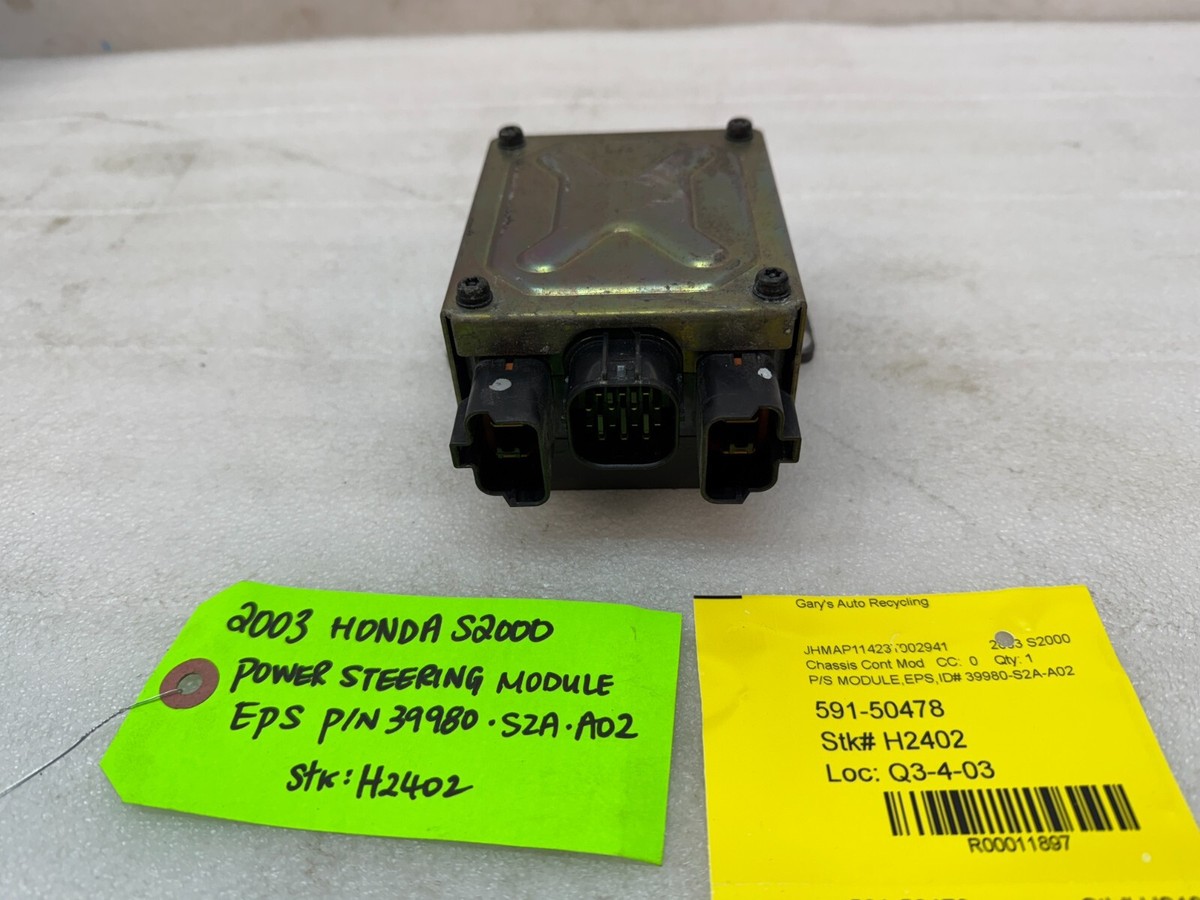 2003 HONDA S2000
POWER STEERING MODULE
EPS P/N 39980·S2A·A02
Stk: H2402
Gary's Auto Recycling
2003 S2000
Chassis Cont Mod CC: 0 Qty: 1
P/S MODULE,EPS,ID# 39980-S2A-A02
591-50478
Stk# H2402
Loc: Q3-4-03
R00011897